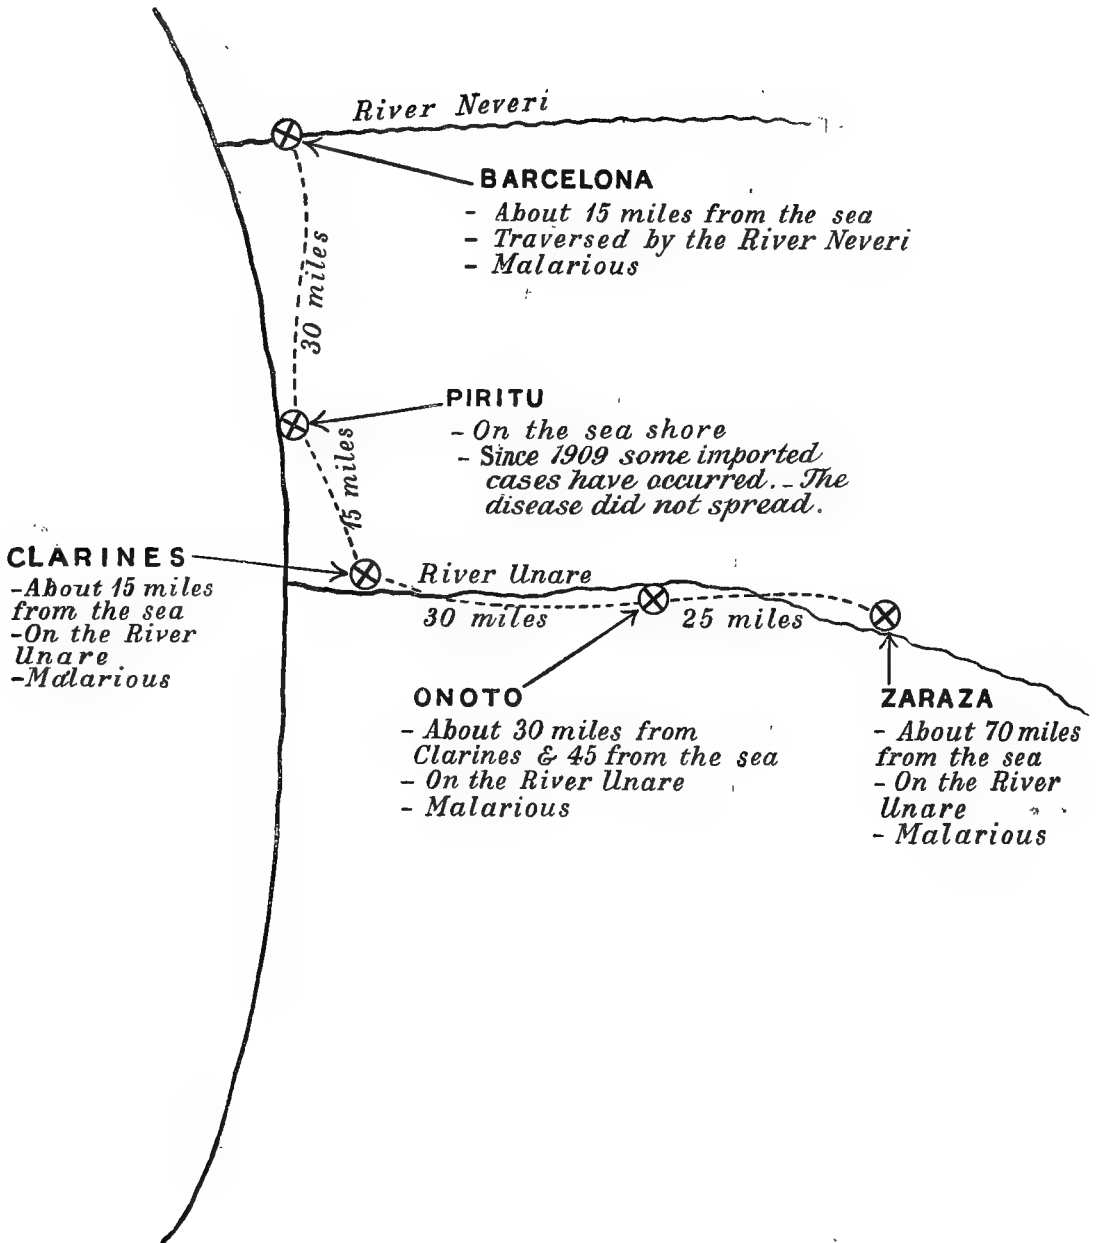 River Neveri
BARCELONA
- About 15 miles from the sea
- Traversed by the River Neveri
- Malarious
30 miles
PIRITU
- On the sea shore
- Since 1909 some imported
cases have occurred._ The
disease did not spread.
15 miles
CLARINES
-About 15 miles
from the sea
-On the River
Unare
-Malarious
River Unare
30 miles
25 miles
ONOTO
- About 30 miles from
Clarines & 45 from the sea
- On the River Unare
- Malarious
ZARAZA
- About 70 miles
from the sea
- On the River
Unare
- Malarious